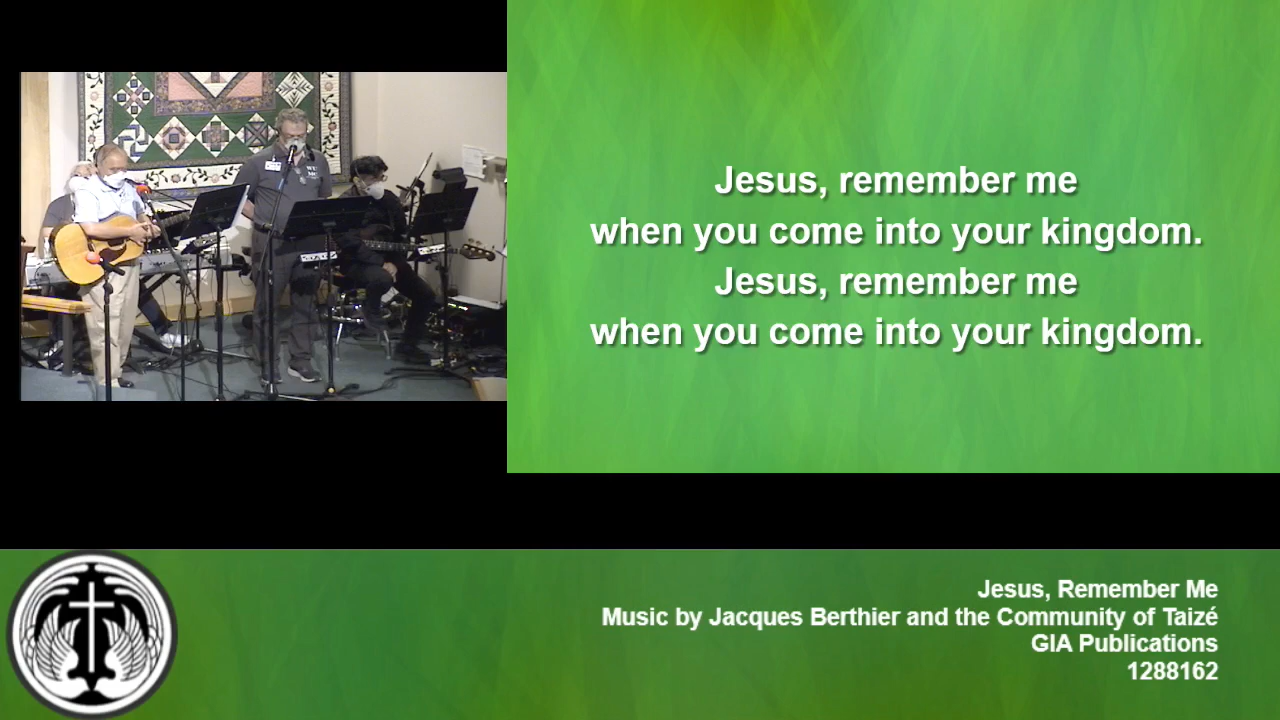 Jesus, remember me
when you come into your kingdom.
Jesus, remember me
when you come into your kingdom.
Jesus, Remember Me
Music by Jacques Berthier and the Community of Taizé
GIA Publications
1288162